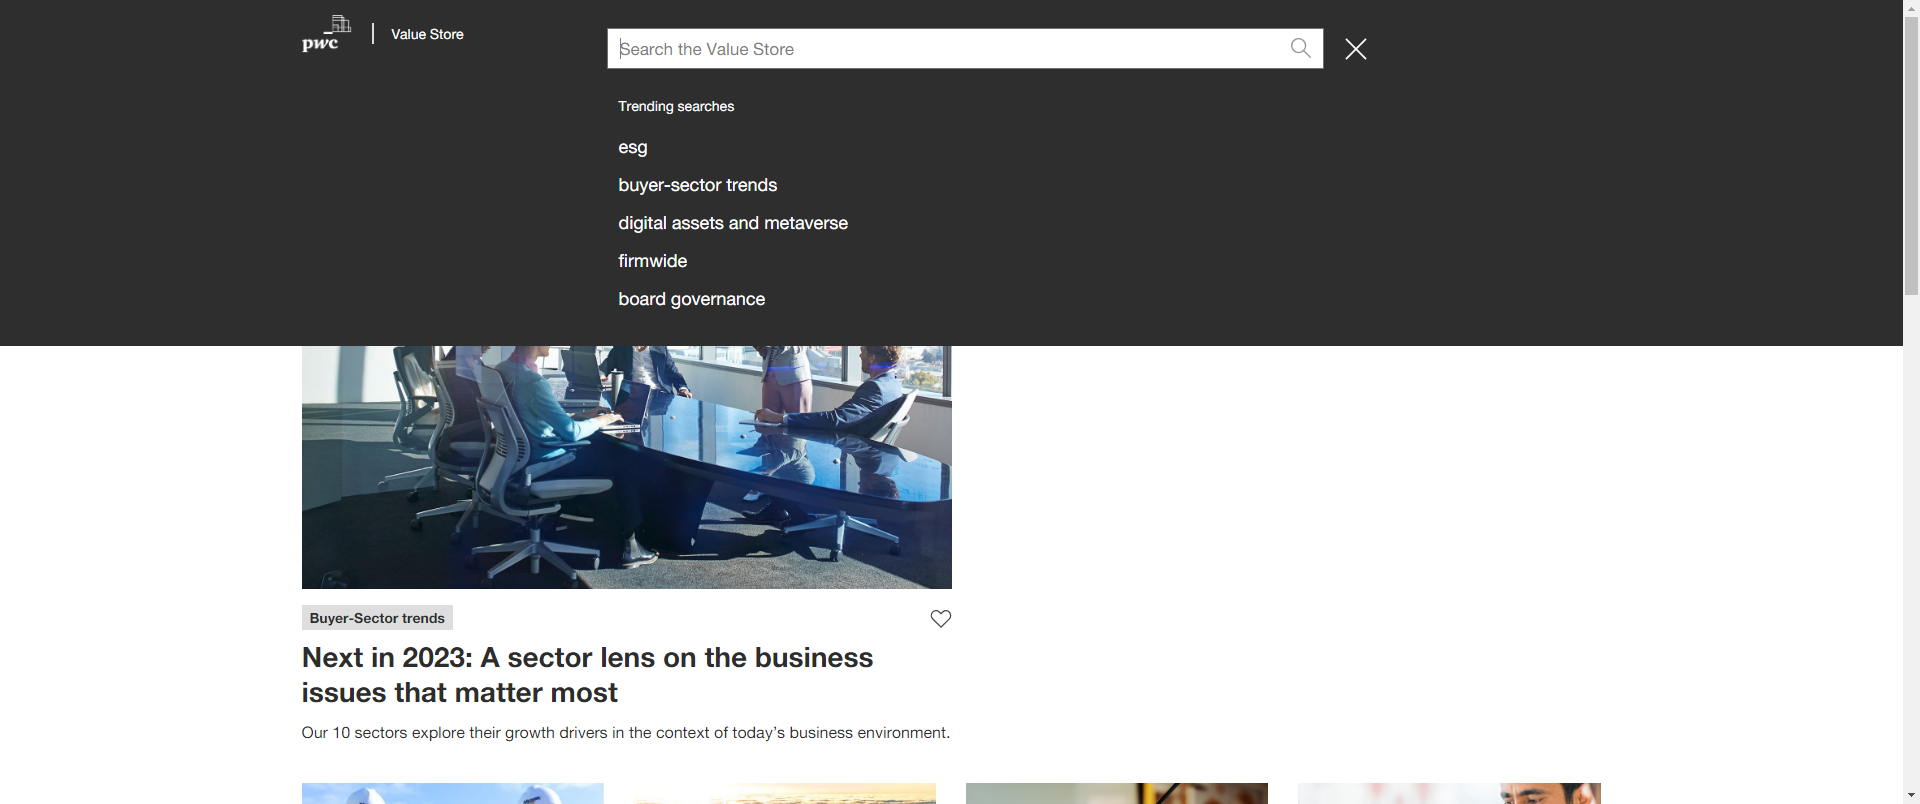 pwc
Value Store
Search the Value Store
Trending searches
esg
buyer-sector trends
digital assets and metaverse
firmwide
board governance
Buyer-Sector trends
Next in 2023: A sector lens on the business
issues that matter most
Our 10 sectors explore their growth drivers in the context of today’s business environment.